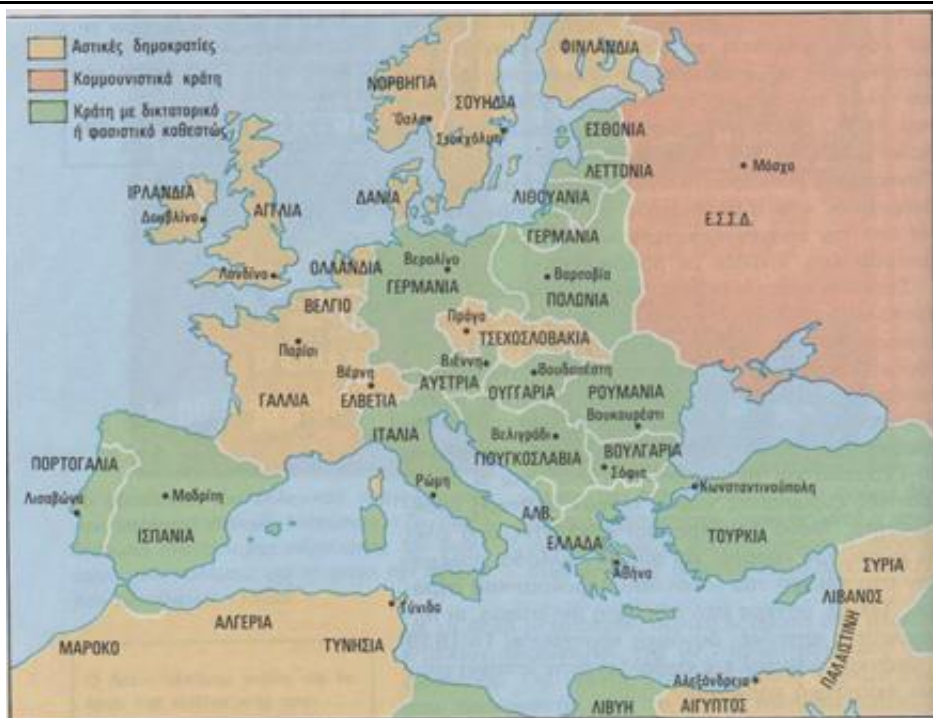 Αστικές δημοκρατίες
Κομμουνιστικά κράτη
Κράτη με δικτατορικό
ή φασιστικό καθεστώς
ΦΙΝΛΑΝΔΙΑ
ΝΟΡΒΗΓΙΑ
ΣΟΥΗΔΙΑ
Όσλο
Στοκχόλμη
ΕΣΘΟΝΙΑ
ΛΕΤΤΟΝΙΑ
Μόσχα
ΙΡΛΑΝΔΙΑ
Δουβλίνο
ΑΓΓΛΙΑ
ΔΑΝΙΑ
ΛΙΘΟΥΑΝΙΑ
Ε.Σ.Σ.Δ.
ΓΕΡΜΑΝΙΑ
Λονδίνο
ΟΛΛΑΝΔΙΑ
Βερολίνο
ΓΕΡΜΑΝΙΑ
Βαρσοβία
ΠΟΛΩΝΙΑ
ΒΕΛΓΙΟ
Πράγα
ΤΣΕΧΟΣΛΟΒΑΚΙΑ
Παρίσι
Βιέννη
Βουδαπέστη
Βέρνη
ΑΥΣΤΡΙΑ
ΟΥΓΓΑΡΙΑ
ΡΟΥΜΑΝΙΑ
ΓΑΛΛΙΑ
ΕΛΒΕΤΙΑ
Βουκουρέστι
ΙΤΑΛΙΑ
Βελιγράδι
ΓΙΟΥΓΚΟΣΛΑΒΙΑ
ΒΟΥΛΓΑΡΙΑ
Σόφια
ΠΟΡΤΟΓΑΛΙΑ
Λισαβώνα
Μαδρίτη
Ρώμη
Κωνσταντινούπολη
ΙΣΠΑΝΙΑ
ΑΛΒ.
ΕΛΛΑΔΑ
ΤΟΥΡΚΙΑ
Αθήνα
ΣΥΡΙΑ
ΛΙΒΑΝΟΣ
Τύνιδα
ΑΛΓΕΡΙΑ
ΜΑΡΟΚΟ
ΤΥΝΗΣΙΑ
ΠΑΛΑΙΣΤΙΝΗ
Αλεξάνδρεια
ΛΙΒΥΗ
ΑΙΓΥΠΤΟΣ